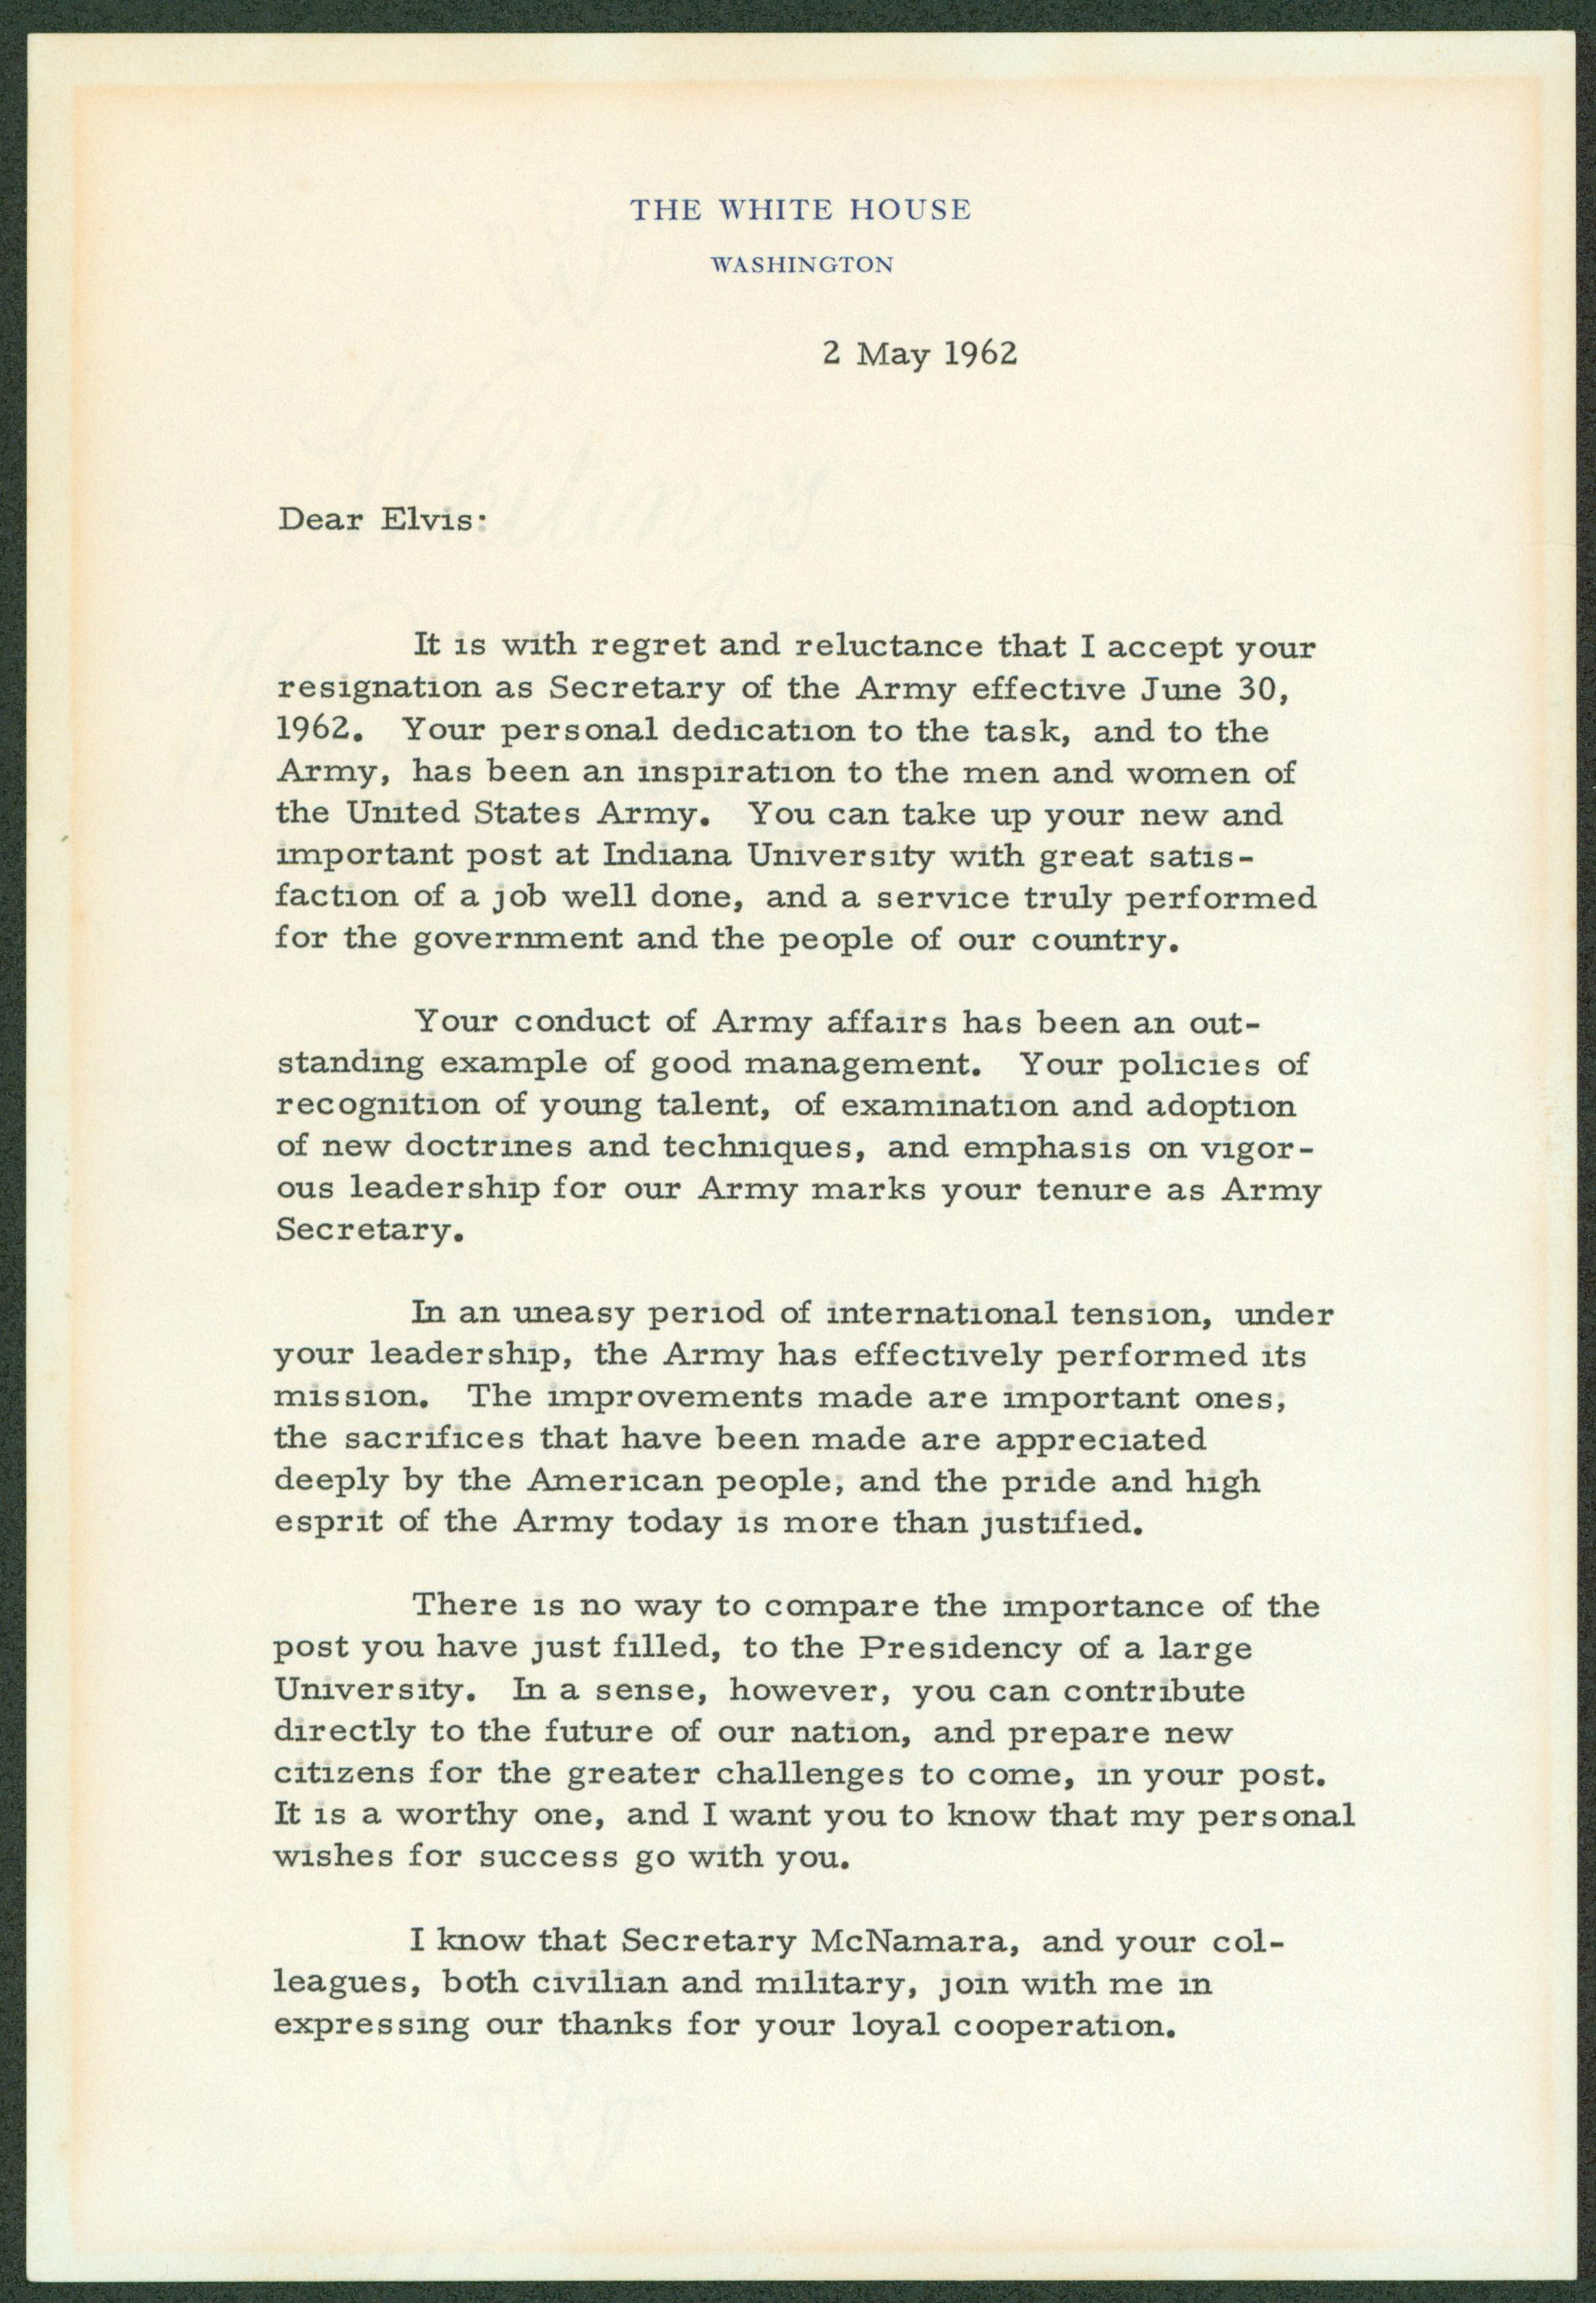 THE WHITE HOUSE
WASHINGTON
2 May 1962
Dear Elvis:
It is with regret and reluctance that I accept your
resignation as Secretary of the Army effective June 30,
1962. Your personal dedication to the task, and to the
Army, has been an inspiration to the men and women of
the United States Army. You can take up your new and
important post at Indiana University with great satis-
faction of a job well done, and a service truly performed
for the government and the people of our country.
Your conduct of Army affairs has been an out-
standing example of good management. Your policies of
recognition of young talent, of examination and adoption
of new doctrines and techniques, and emphasis on vigor-
ous leadership for our Army marks your tenure as Army
Secretary.
In an uneasy period of international tension, under
your leadership, the Army has effectively performed its
mission. The improvements made are important ones;
the sacrifices that have been made are appreciated
deeply by the American people; and the pride and high
esprit of the Army today is more than justified.
There is no way to compare the importance of the
post you have just filled, to the Presidency of a large
University. In a sense, however, you can contribute
directly to the future of our nation, and prepare new
citizens for the greater challenges to come, in your post.
It is a worthy one, and I want you to know that my personal
wishes for success go with you.
I know that Secretary McNamara, and your col-
leagues, both civilian and military, join with me in
expressing our thanks for your loyal cooperation.